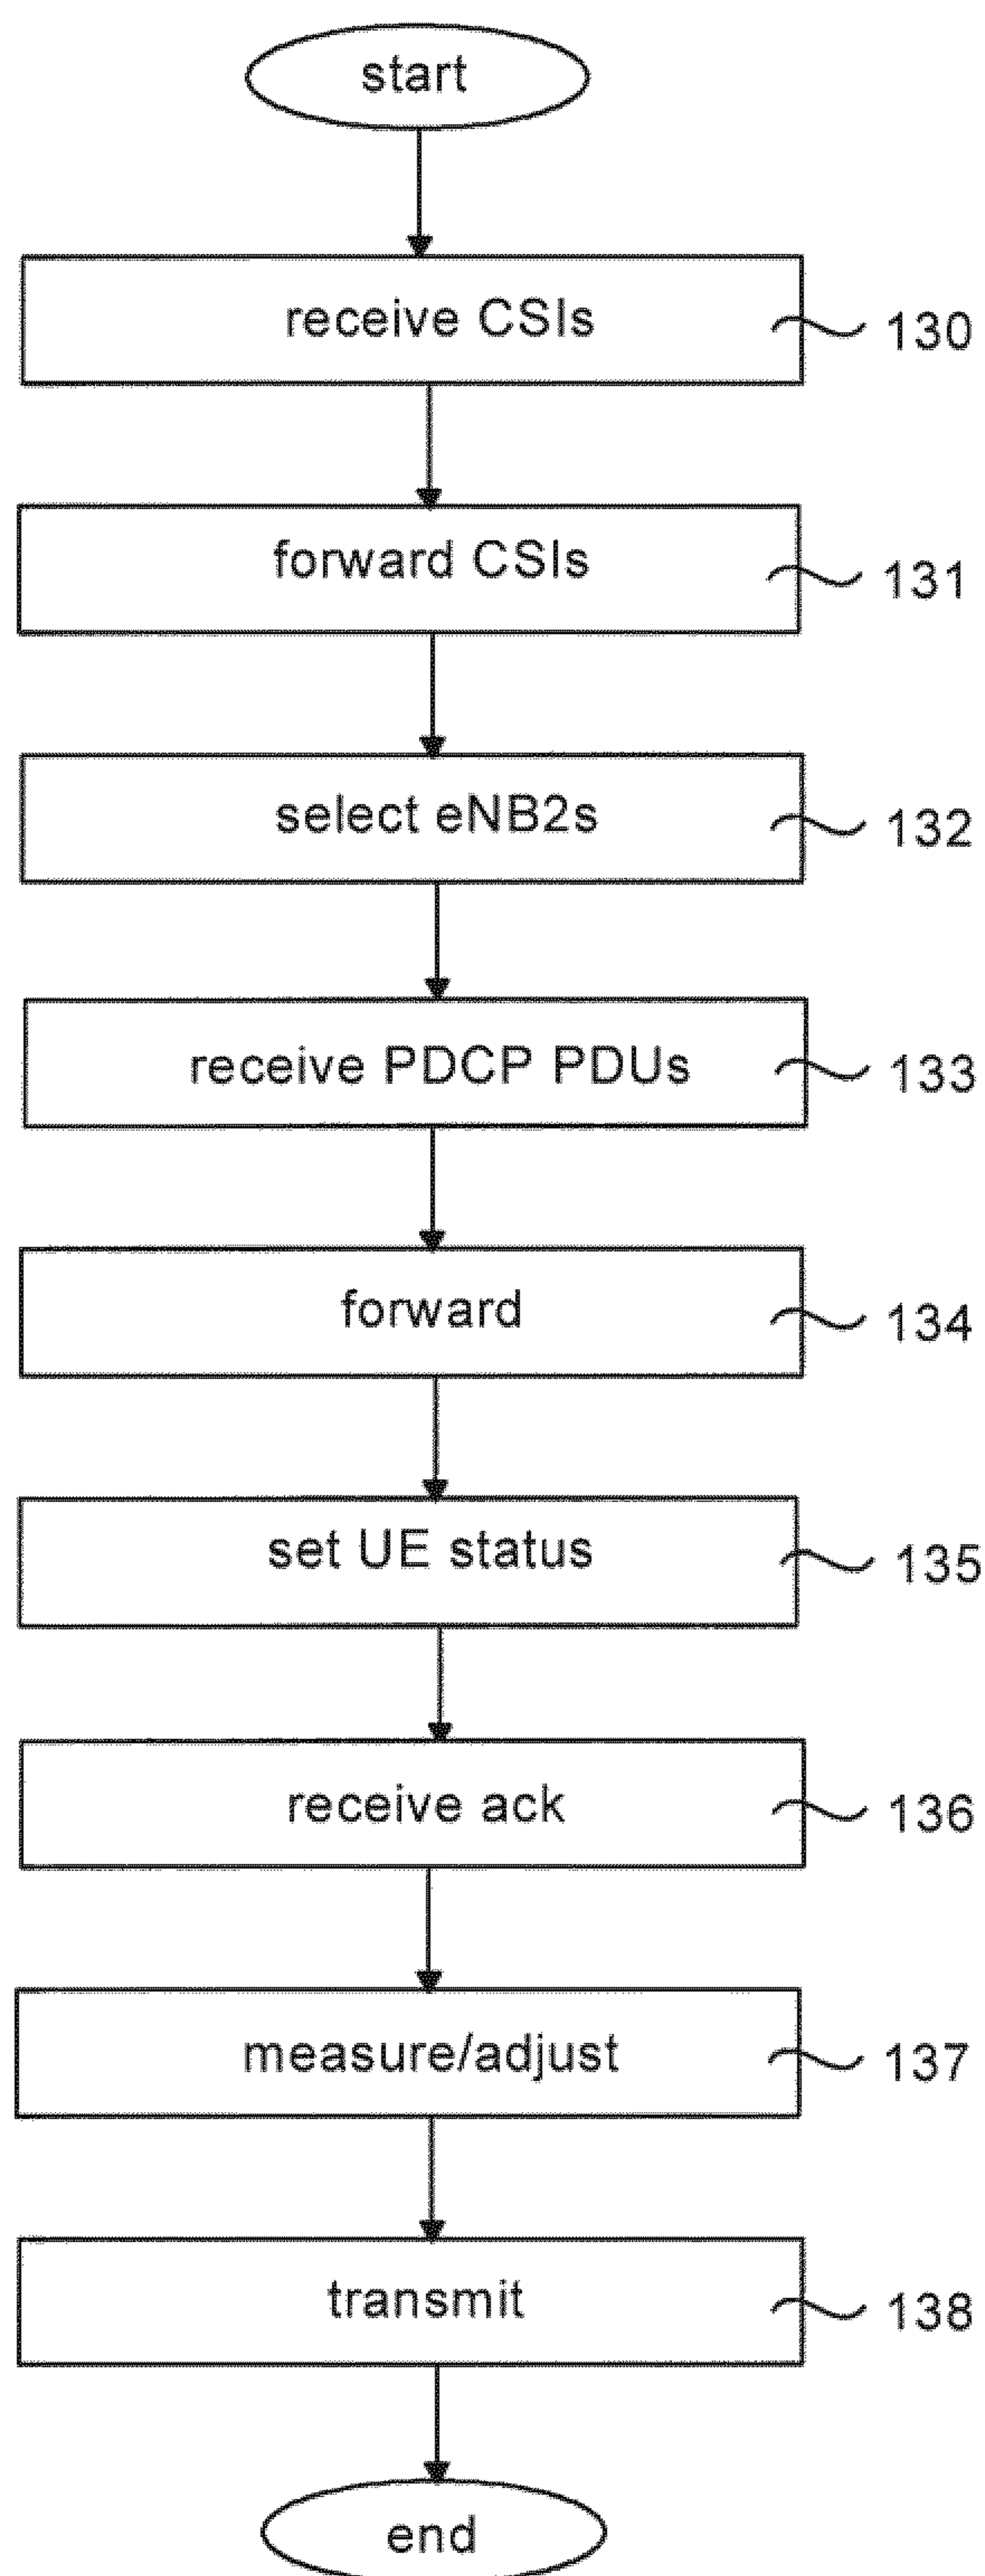 start
receive CSIs 130
forward CSIs 131
select eNB2s 132
receive PDCP PDUs 133
forward 134
set UE status 135
receive ack 136
measure/adjust 137
transmit 138
end